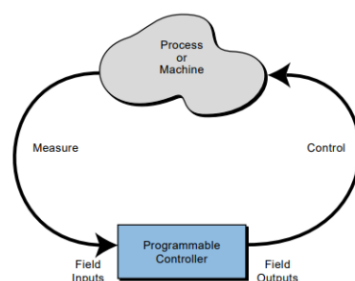 Process
or
Machine
Measure
Control
Programmable
Controller
Field
Inputs
Field
Outputs